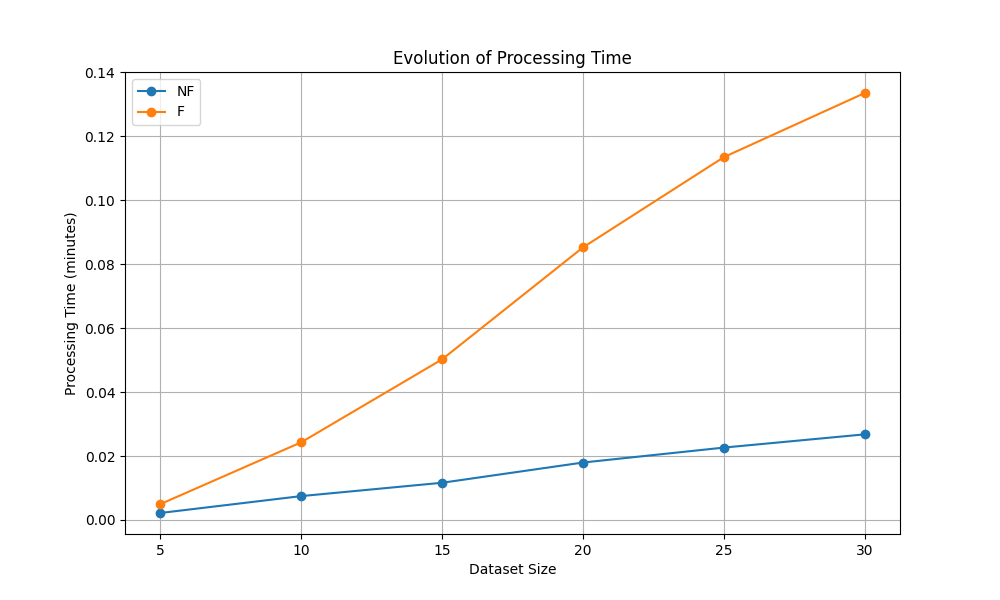 Evolution of Processing Time
NF
F
Processing Time (minutes)
0.14
0.12
0.10
0.08
0.06
0.04
0.02
0.00
5 10 15 20 25 30
Dataset Size